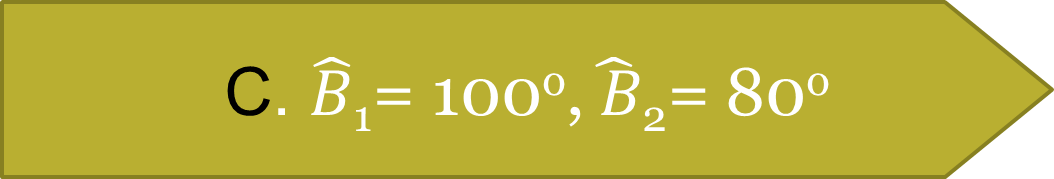 C. B̂₁= 100⁰, B̂₂= 80⁰